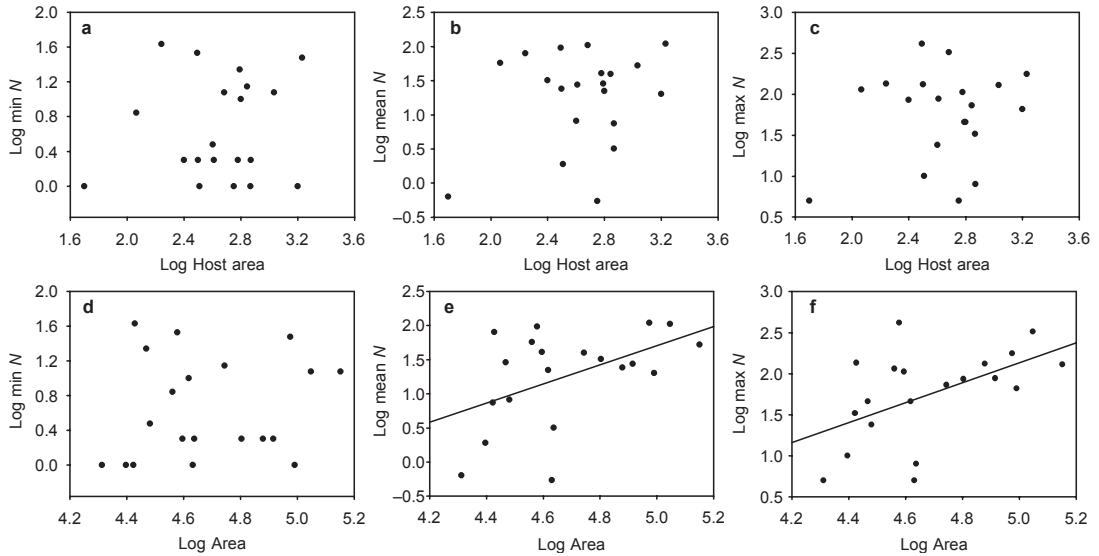 a
2.0
1.6
1.2
0.8
0.4
0.0
Log min N
1.6 2.0 2.4 2.8 3.2 3.6
Log Host area
b
2.5
2.0
1.5
1.0
0.5
0.0
–0.5
Log mean N
1.6 2.0 2.4 2.8 3.2 3.6
Log Host area
c
3.0
2.5
2.0
1.5
1.0
0.5
Log max N
1.6 2.0 2.4 2.8 3.2 3.6
Log Host area
d
2.0
1.6
1.2
0.8
0.4
0.0
Log min N
4.2 4.4 4.6 4.8 5.0 5.2
Log Area
e
2.5
2.0
1.5
1.0
0.5
0.0
–0.5
Log mean N
4.2 4.4 4.6 4.8 5.0 5.2
Log Area
f
3.0
2.5
2.0
1.5
1.0
0.5
Log max N
4.2 4.4 4.6 4.8 5.0 5.2
Log Area